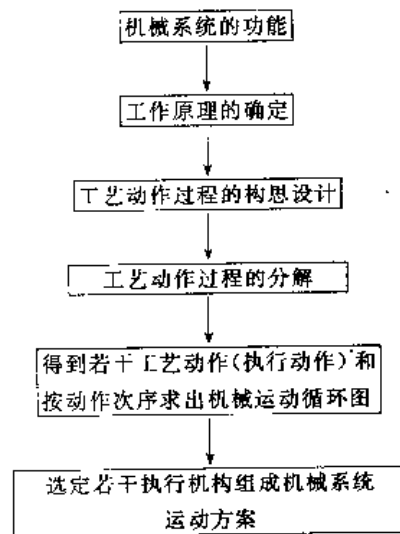 机械系统的功能
工作原理的确定
工艺动作过程的构思设计
工艺动作过程的分解
得到若干工艺动作(执行动作)和
按动作次序求出机械运动循环图
选定若干执行机构组成机械系统
运动方案